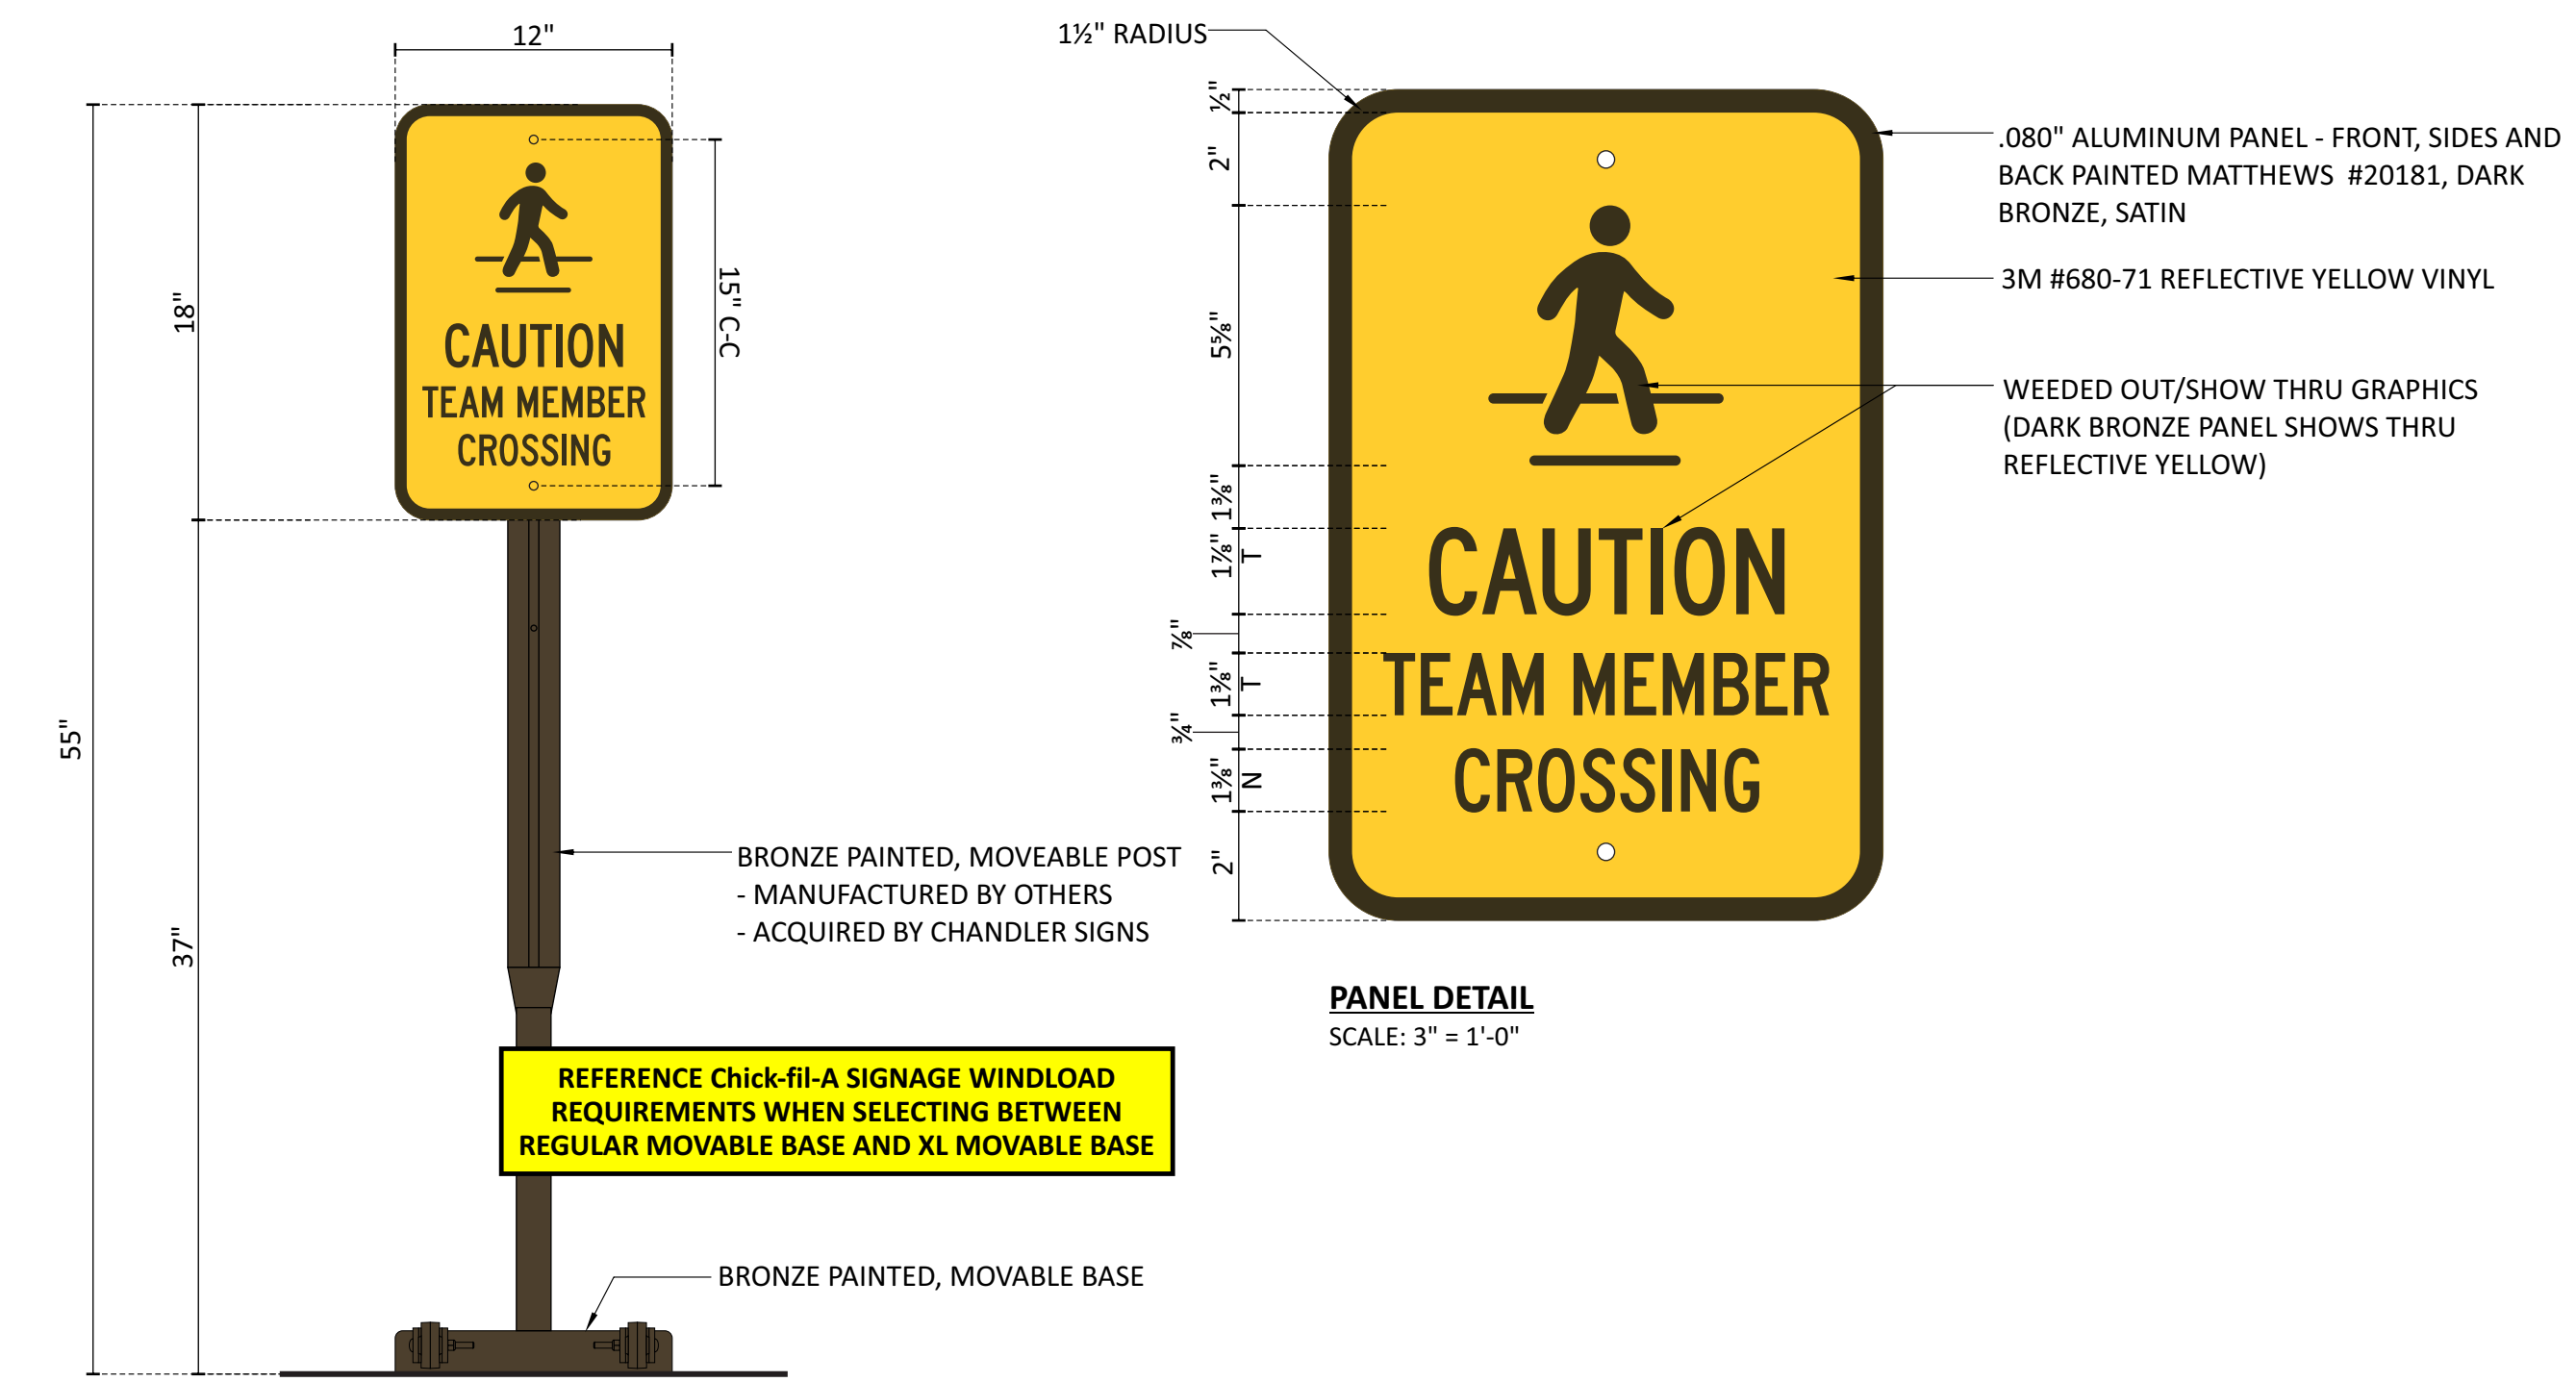 12"
55"
18"
37"
15" C-C
CAUTION
TEAM MEMBER
CROSSING
BRONZE PAINTED, MOVEABLE POST
- MANUFACTURED BY OTHERS
- ACQUIRED BY CHANDLER SIGNS
REFERENCE Chick-fil-A SIGNAGE WINDLOAD
REQUIREMENTS WHEN SELECTING BETWEEN
REGULAR MOVABLE BASE AND XL MOVABLE BASE
BRONZE PAINTED, MOVABLE BASE
1½" RADIUS
½"
2"
5⅝"
1⅜"
1⅞" T
⅞"
1⅜" T
¾"
1⅜" N
2"
CAUTION
TEAM MEMBER
CROSSING
.080" ALUMINUM PANEL - FRONT, SIDES AND
BACK PAINTED MATTHEWS #20181, DARK
BRONZE, SATIN
3M #680-71 REFLECTIVE YELLOW VINYL
WEEDED OUT/SHOW THRU GRAPHICS
(DARK BRONZE PANEL SHOWS THRU
REFLECTIVE YELLOW)
PANEL DETAIL
SCALE: 3" = 1'-0"